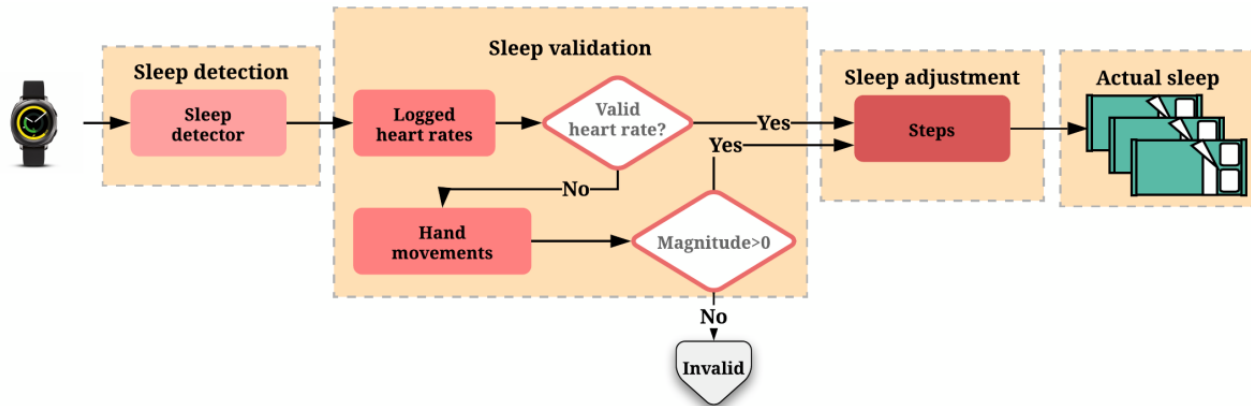 Sleep detection
Sleep
detector
Sleep validation
Logged
heart rates
Valid
heart rate?
Yes
No
Hand
movements
Magnitude>0
Yes
No
Invalid
Sleep adjustment
Steps
Actual sleep